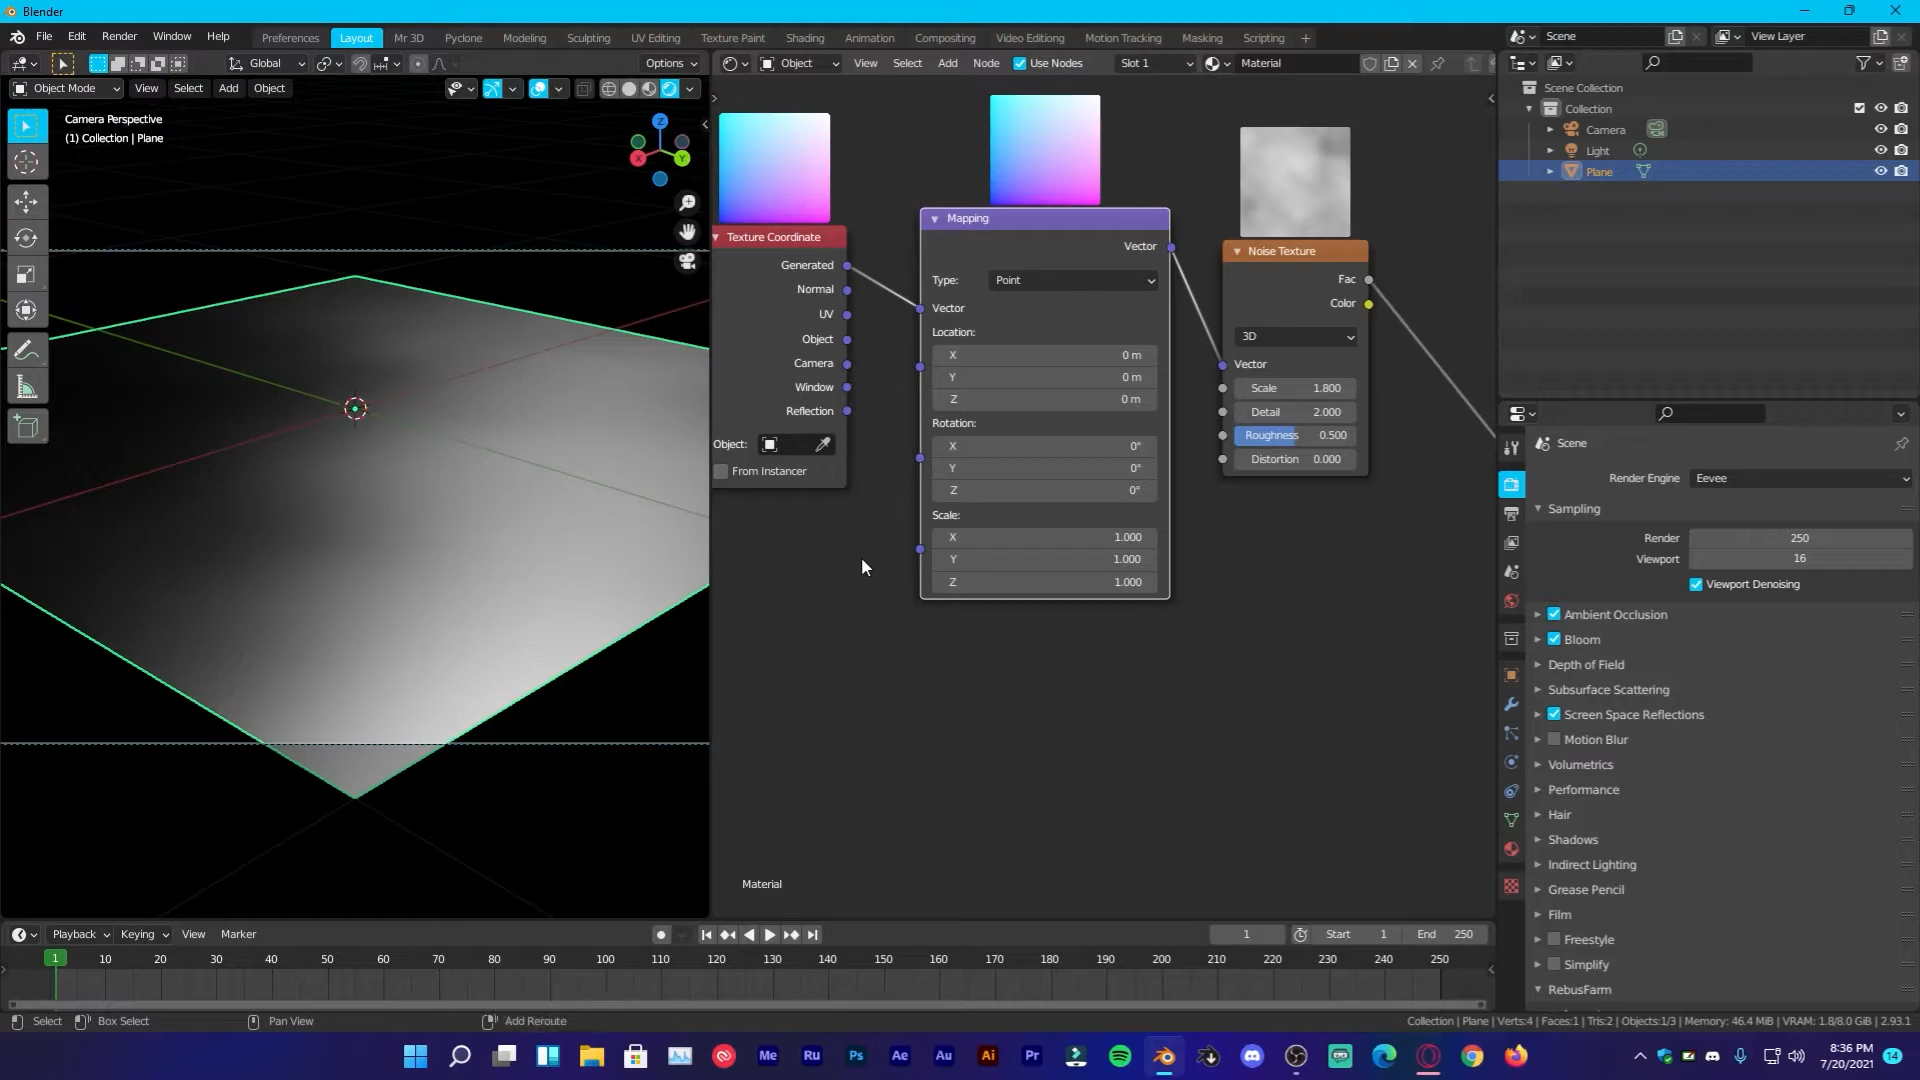 Blender
File Edit Render Window Help
Preferences Layout Mr 3D Pyclone Modeling Sculpting UV Editing Texture Paint Shading Animation Compositing Video Editiong Motion Tracking Masking Scripting +
Scene
View Layer
Global
Options
Object
View Select Add Node Use Nodes Slot 1 Material
Object Mode View Select Add Object
Camera Perspective
(1) Collection | Plane
Z
X
Y
Texture Coordinate
Generated
Normal
UV
Object
Camera
Window
Reflection
Object:
From Instancer
Mapping
Vector
Type: Point
Vector
Location:
X 0 m
Y 0 m
Z 0 m
Rotation:
X 0°
Y 0°
Z 0°
Scale:
X 1.000
Y 1.000
Z 1.000
Noise Texture
Fac
Color
3D
Vector
Scale 1.800
Detail 2.000
Roughness 0.500
Distortion 0.000
Material
Scene Collection
Collection
Camera
Light
Plane
Scene
Render Engine Eevee
Sampling
Render 250
Viewport 16
Viewport Denoising
Ambient Occlusion
Bloom
Depth of Field
Subsurface Scattering
Screen Space Reflections
Motion Blur
Volumetrics
Performance
Hair
Shadows
Indirect Lighting
Grease Pencil
Film
Freestyle
Simplify
RebusFarm
Playback Keying View Marker
1 Start 1 End 250
1 10 20 30 40 50 60 70 80 90 100 110 120 130 140 150 160 170 180 190 200 210 220 230 240 250
Select Box Select Pan View Add Reroute
Collection | Plane | Verts:4 | Faces:1 | Tris:2 | Objects:1/3 | Memory: 46.4 MiB | VRAM: 1.8/8.0 GiB | 2.93.1
Me Ru Ps Ae Au Ai Pr
8:36 PM
7/20/2021
14